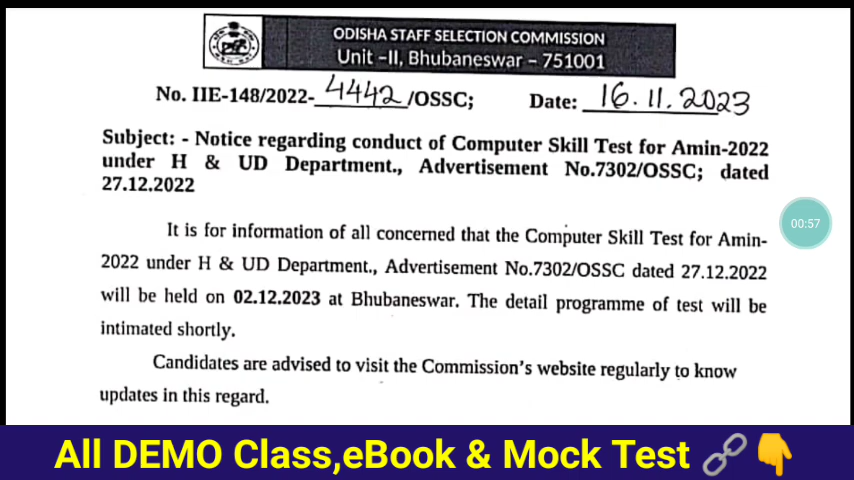 ODISHA STAFF SELECTION COMMISSION
Unit –II, Bhubaneswar – 751001
No. IIE-148/2022-4442/OSSC; Date: 16.11.2023
Subject: - Notice regarding conduct of Computer Skill Test for Amin-2022
under H & UD Department., Advertisement No.7302/OSSC; dated
27.12.2022
00:57
It is for information of all concerned that the Computer Skill Test for Amin-
2022 under H & UD Department., Advertisement No.7302/OSSC dated 27.12.2022
will be held on 02.12.2023 at Bhubaneswar. The detail programme of test will be
intimated shortly.
Candidates are advised to visit the Commission's website regularly to know
updates in this regard.
All DEMO Class,eBook & Mock Test 🔗👇